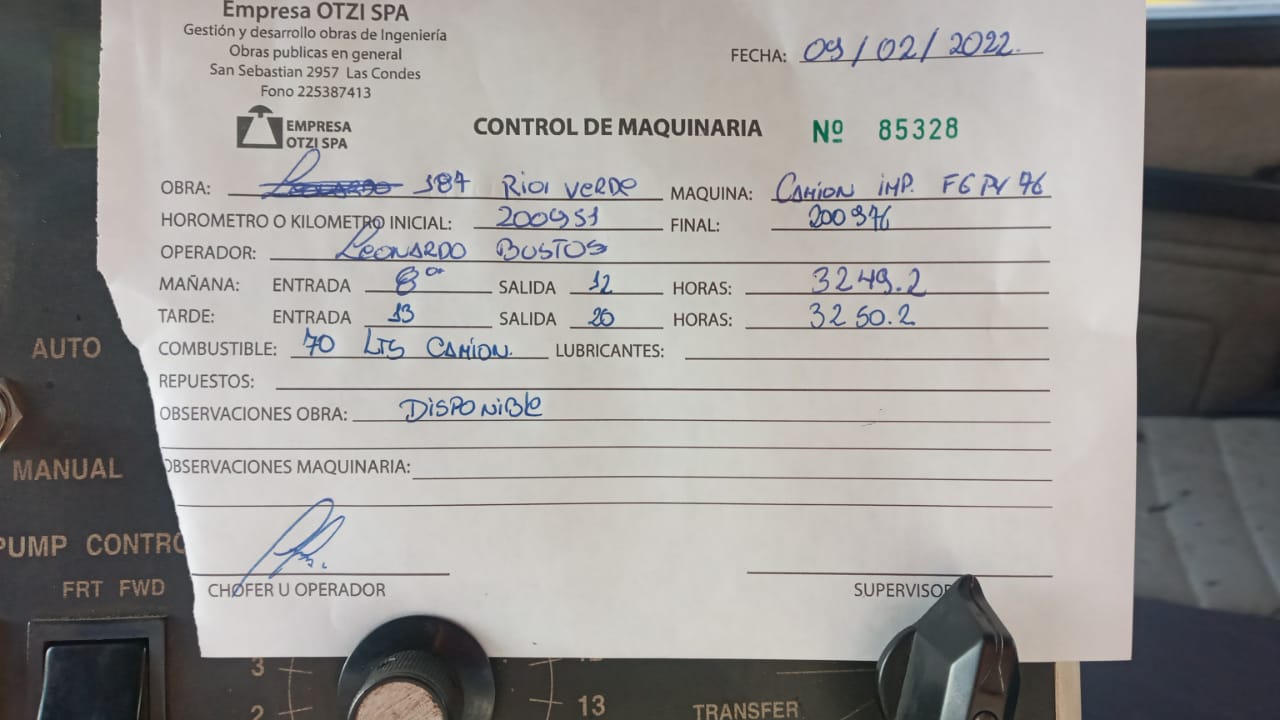 Empresa OTZI SPA
Gestión y desarrollo obras de Ingeniería
Obras publicas en general
San Sebastian 2957 Las Condes
Fono 225387413
FECHA: 09/02/2022.
EMPRESA
OTZI SPA
CONTROL DE MAQUINARIA Nº 85328
OBRA: 187 RIOI VERDE MAQUINA: CAMION IMP. FGPY 76
HOROMETRO O KILOMETRO INICIAL: 200951 FINAL: 200976
OPERADOR: LEONARDO BUSTOS
MAÑANA: ENTRADA 8 SALIDA 12 HORAS: 3249.2
TARDE: ENTRADA 13 SALIDA 20 HORAS: 3250.2
COMBUSTIBLE: 70 LTS CAMION. LUBRICANTES:
REPUESTOS:
OBSERVACIONES OBRA: DISPONIBLE
OBSERVACIONES MAQUINARIA:
CHOFER U OPERADOR SUPERVISOR
AUTO
MANUAL
PUMP CONTRO
FRT FWD
3
2
13
TRANSFER